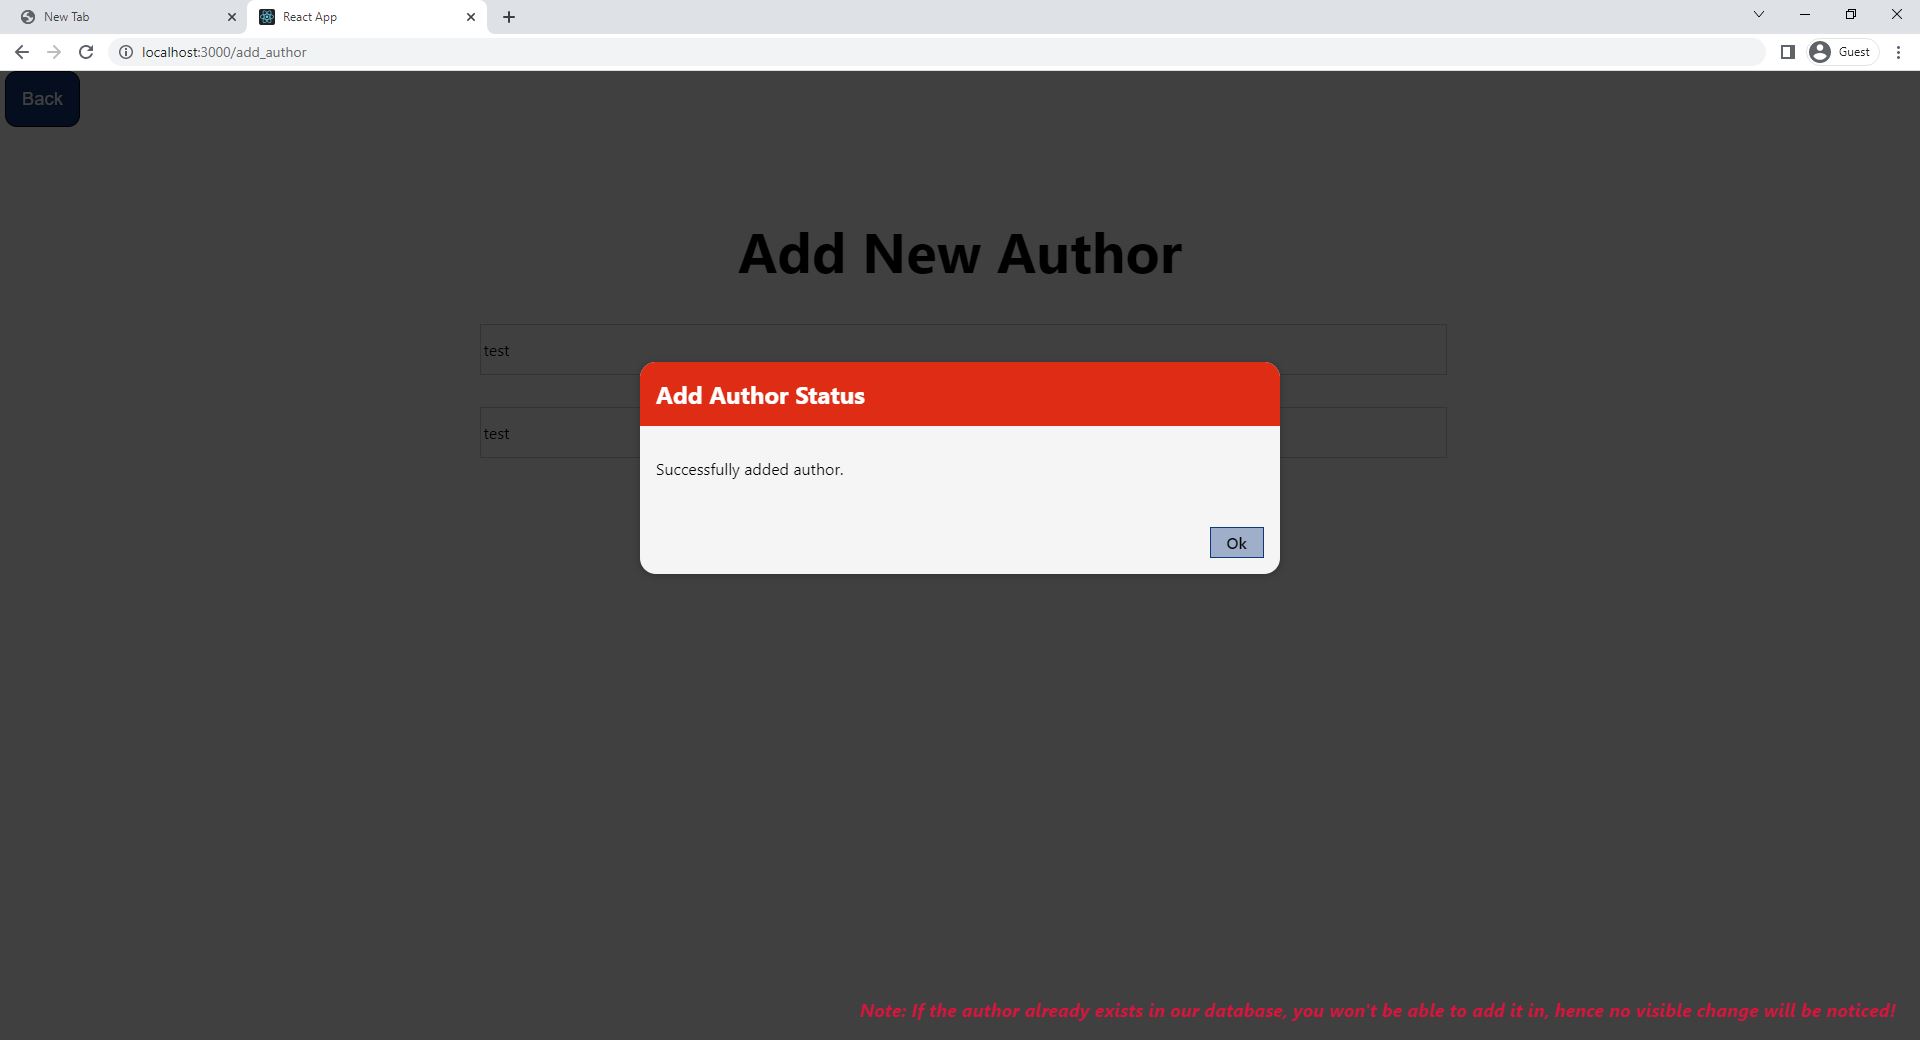 New Tab
React App
localhost:3000/add_author
Guest
Back
Add New Author
test
Add Author Status
test
Successfully added author.
Ok
Note: If the author already exists in our database, you won't be able to add it in, hence no visible change will be noticed!